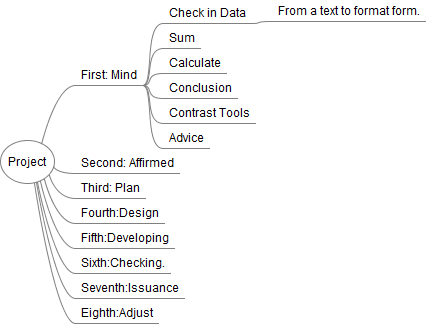 Project
First: Mind
Check in Data
From a text to format form.
Sum
Calculate
Conclusion
Contrast Tools
Advice
Second: Affirmed
Third: Plan
Fourth:Design
Fifth:Developing
Sixth:Checking.
Seventh:Issuance
Eighth:Adjust